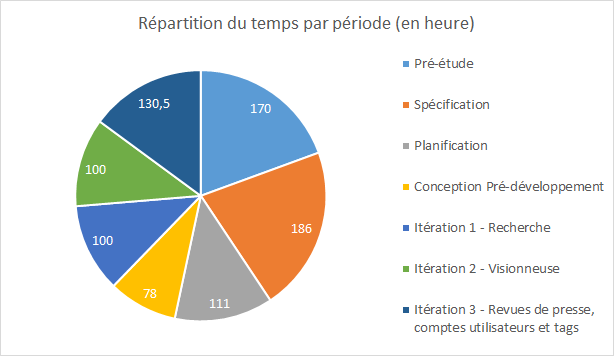 Répartition du temps par période (en heure)
170
186
111
78
100
100
130,5
Pré-étude
Spécification
Planification
Conception Pré-développement
Itération 1 - Recherche
Itération 2 - Visionneuse
Itération 3 - Revues de presse,
comptes utilisateurs et tags